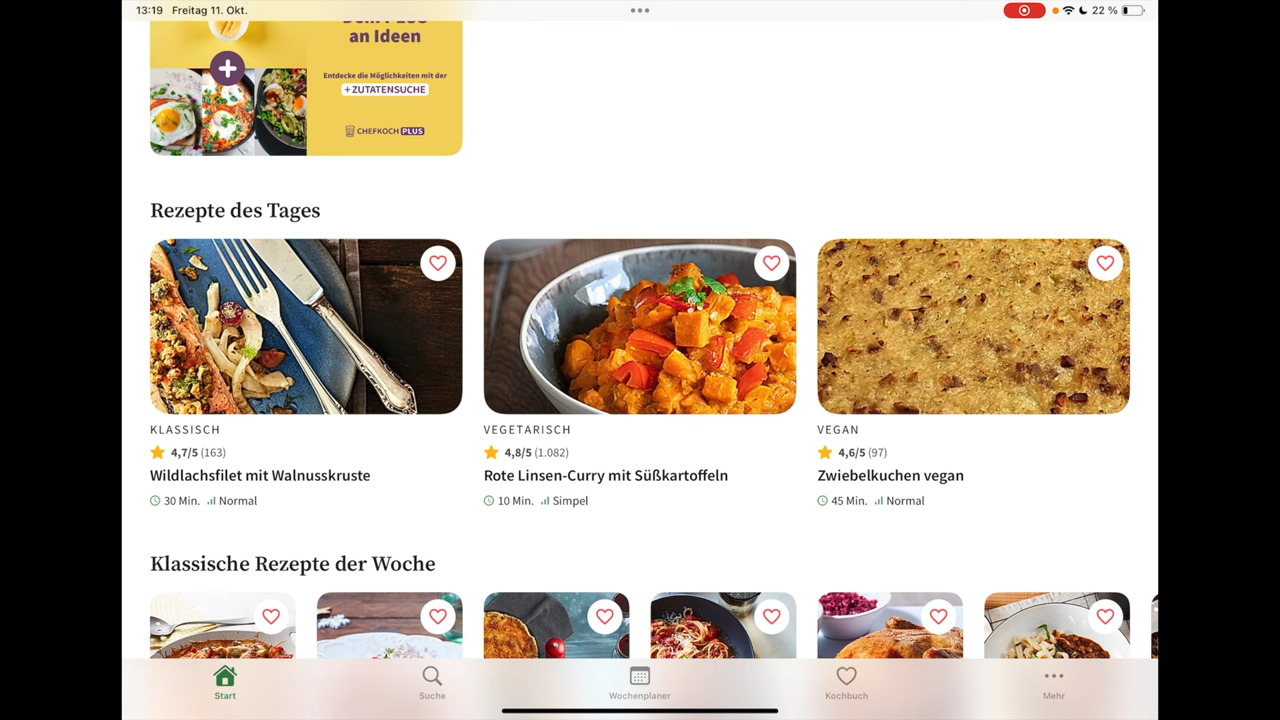 13:19 Freitag 11. Okt.
22 %
an Ideen
Entdecke die Möglichkeiten mit der
+ ZUTATENSUCHE
CHEFKOCH PLUS
Rezepte des Tages
KLASSISCH
4,7/5 (163)
Wildlachsfilet mit Walnusskruste
30 Min. Normal
VEGETARISCH
4,8/5 (1.082)
Rote Linsen-Curry mit Süßkartoffeln
10 Min. Simpel
VEGAN
4,6/5 (97)
Zwiebelkuchen vegan
45 Min. Normal
Klassische Rezepte der Woche
Start
Suche
Wochenplaner
Kochbuch
Mehr